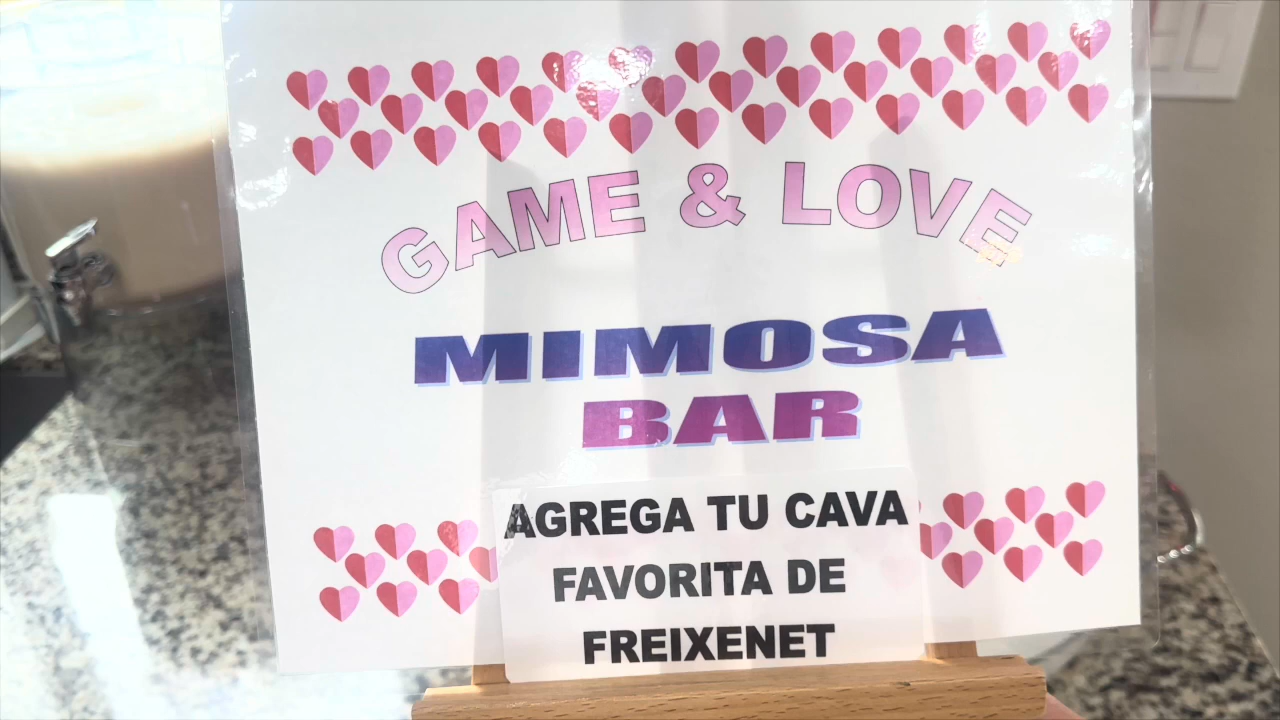 GAME & LOVE
MIMOSA
BAR
AGREGA TU CAVA
FAVORITA DE
FREIXENET